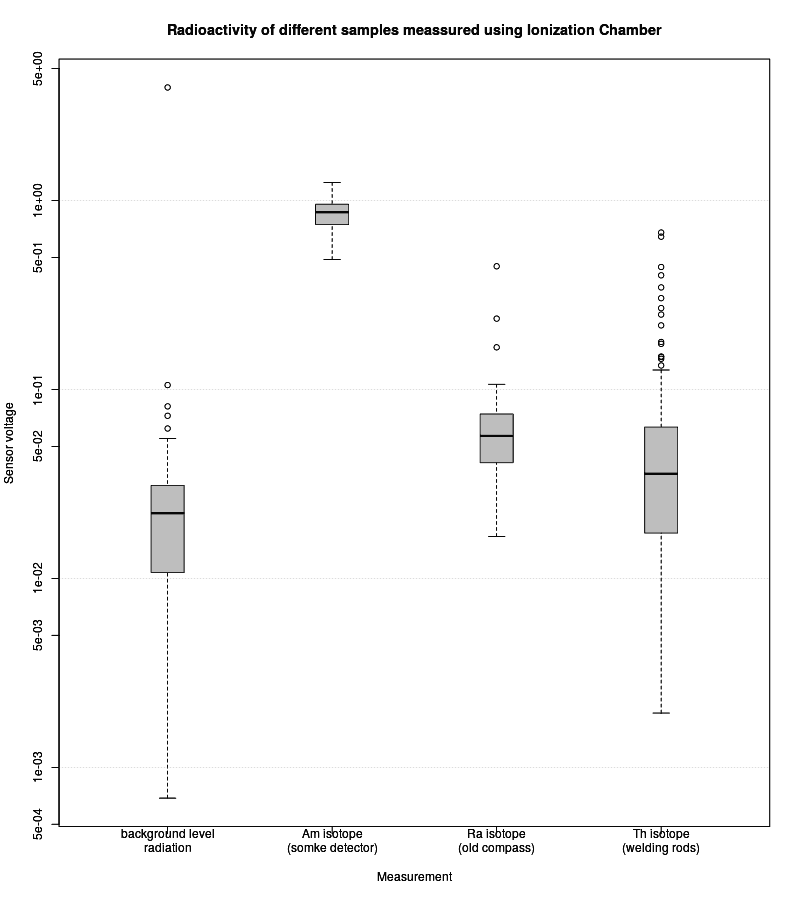 Radioactivity of different samples meassured using Ionization Chamber
5e+00
1e+00
5e-01
1e-01
5e-02
1e-02
5e-03
1e-03
5e-04
Sensor voltage
background level
radiation
Am isotope
(somke detector)
Ra isotope
(old compass)
Th isotope
(welding rods)
Measurement